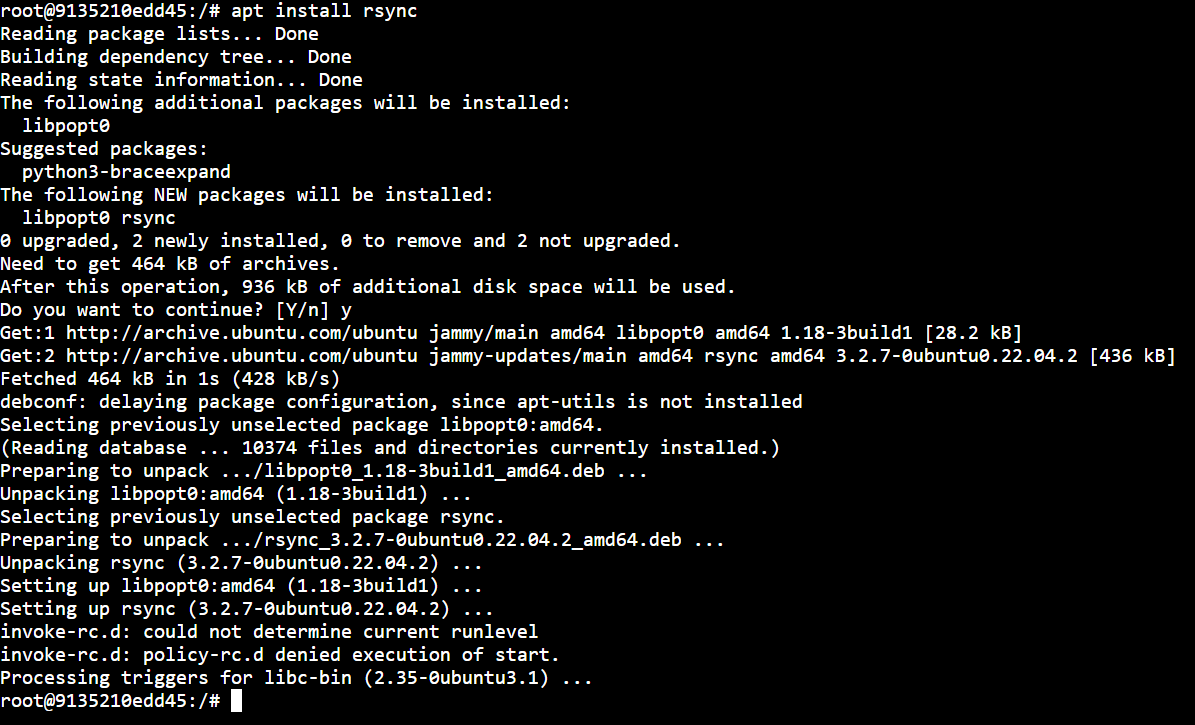 root@9135210edd45:/# apt install rsync
Reading package lists... Done
Building dependency tree... Done
Reading state information... Done
The following additional packages will be installed:
  libpopt0
Suggested packages:
  python3-braceexpand
The following NEW packages will be installed:
  libpopt0 rsync
0 upgraded, 2 newly installed, 0 to remove and 2 not upgraded.
Need to get 464 kB of archives.
After this operation, 936 kB of additional disk space will be used.
Do you want to continue? [Y/n] y
Get:1 http://archive.ubuntu.com/ubuntu jammy/main amd64 libpopt0 amd64 1.18-3build1 [28.2 kB]
Get:2 http://archive.ubuntu.com/ubuntu jammy-updates/main amd64 rsync amd64 3.2.7-0ubuntu0.22.04.2 [436 kB]
Fetched 464 kB in 1s (428 kB/s)
debconf: delaying package configuration, since apt-utils is not installed
Selecting previously unselected package libpopt0:amd64.
(Reading database ... 10374 files and directories currently installed.)
Preparing to unpack .../libpopt0_1.18-3build1_amd64.deb ...
Unpacking libpopt0:amd64 (1.18-3build1) ...
Selecting previously unselected package rsync.
Preparing to unpack .../rsync_3.2.7-0ubuntu0.22.04.2_amd64.deb ...
Unpacking rsync (3.2.7-0ubuntu0.22.04.2) ...
Setting up libpopt0:amd64 (1.18-3build1) ...
Setting up rsync (3.2.7-0ubuntu0.22.04.2) ...
invoke-rc.d: could not determine current runlevel
invoke-rc.d: policy-rc.d denied execution of start.
Processing triggers for libc-bin (2.35-0ubuntu3.1) ...
root@9135210edd45:/#